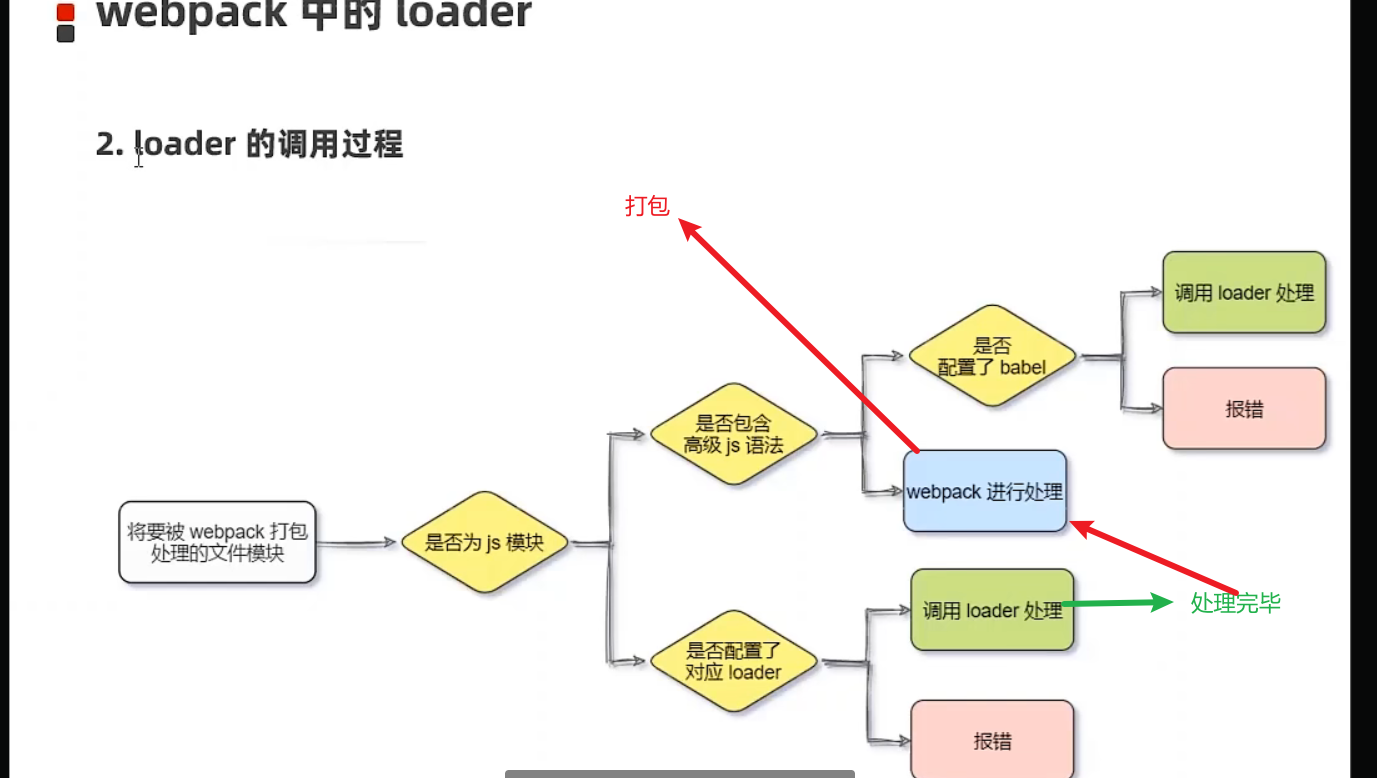 webpack 中的 loader
2. loader 的调用过程
打包
调用 loader 处理
是否
配置了 babel
报错
是否包含
高级 js 语法
webpack 进行处理
将要被 webpack 打包
处理的文件模块
是否为 js 模块
调用 loader 处理
处理完毕
是否配置了
对应 loader
报错